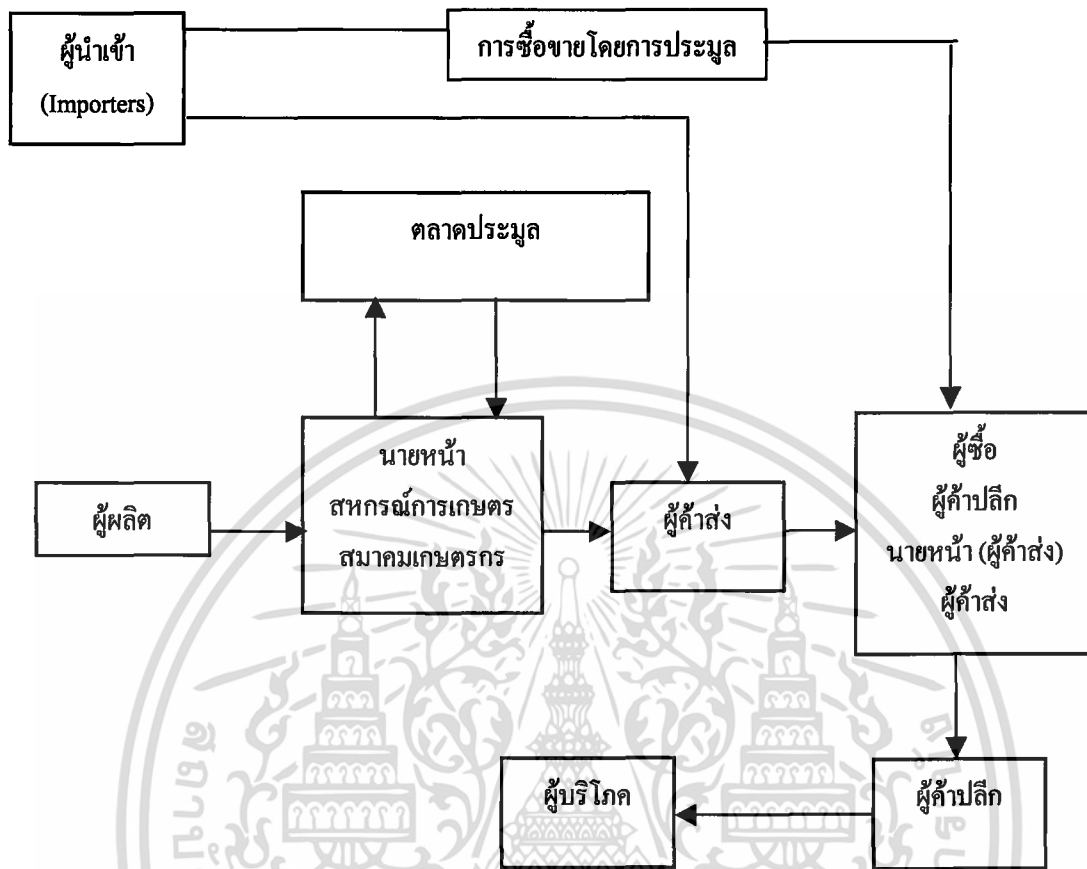 ผู้นำเข้า
(Importers)
การซื้อขายโดยการประมูล
ตลาดประมูล
ผู้ผลิต
นายหน้า
สหกรณ์การเกษตร
สมาคมเกษตรกร
ผู้ค้าส่ง
ผู้ซื้อ
ผู้ค้าปลีก
นายหน้า (ผู้ค้าส่ง)
ผู้ค้าส่ง
ผู้บริโภค
ผู้ค้าปลีก